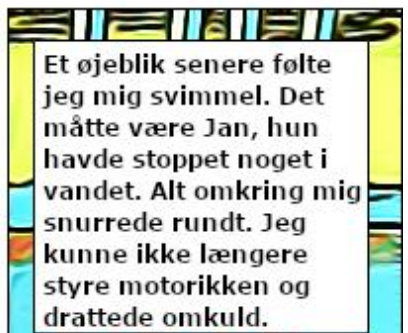 Et øjeblik senere følte
jeg mig svimmel. Det
måtte være Jan, hun
havde stoppet noget i
vandet. Alt omkring mig
snurrede rundt. Jeg
kunne ikke længere
styre motorikken og
drattede omkuld.